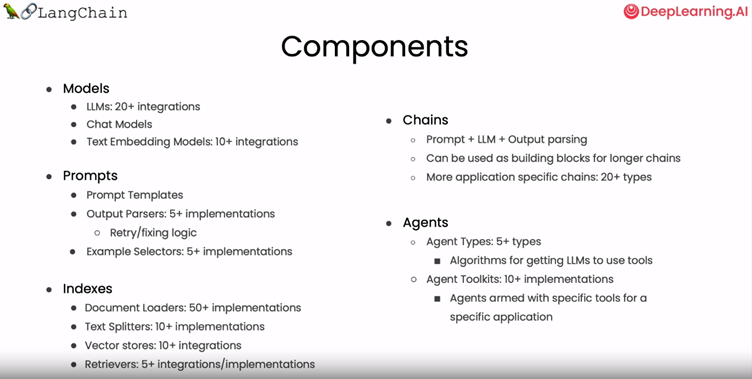 LangChain
DeepLearning.AI
Components
Models
LLMs: 20+ integrations
Chat Models
Text Embedding Models: 10+ integrations
Prompts
Prompt Templates
Output Parsers: 5+ implementations
Retry/fixing logic
Example Selectors: 5+ implementations
Indexes
Document Loaders: 50+ implementations
Text Splitters: 10+ implementations
Vector stores: 10+ integrations
Retrievers: 5+ integrations/implementations
Chains
Prompt + LLM + Output parsing
Can be used as building blocks for longer chains
More application specific chains: 20+ types
Agents
Agent Types: 5+ types
Algorithms for getting LLMs to use tools
Agent Toolkits: 10+ implementations
Agents armed with specific tools for a
specific application